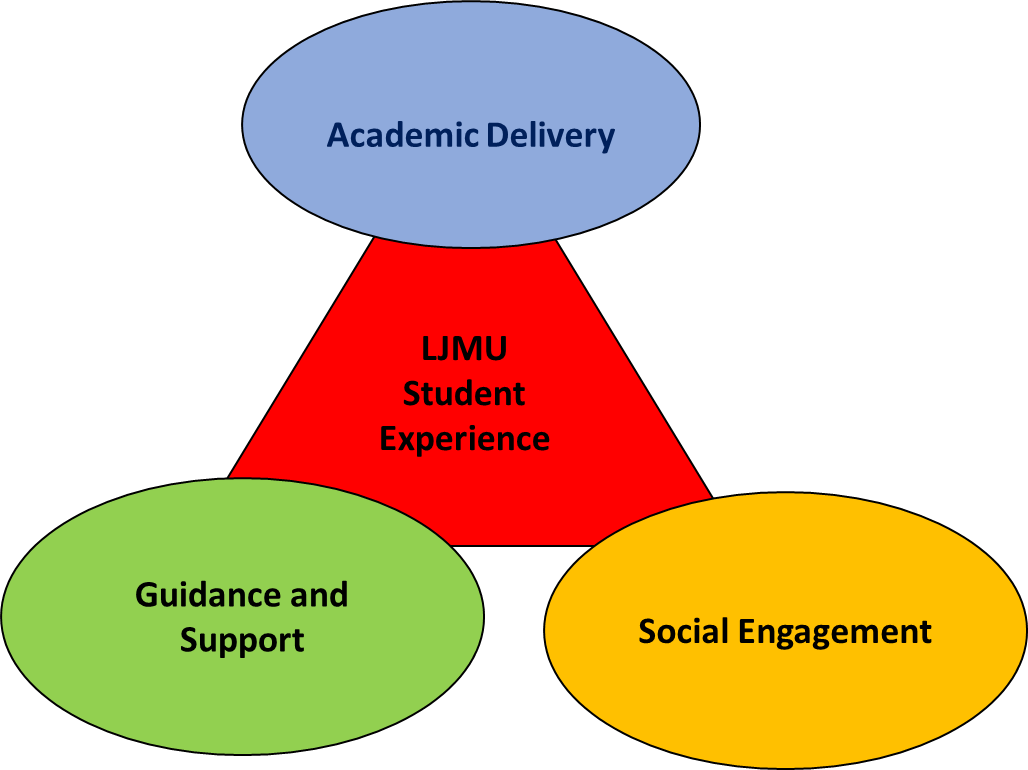 Academic Delivery
LJMU
Student
Experience
Guidance and
Support
Social Engagement